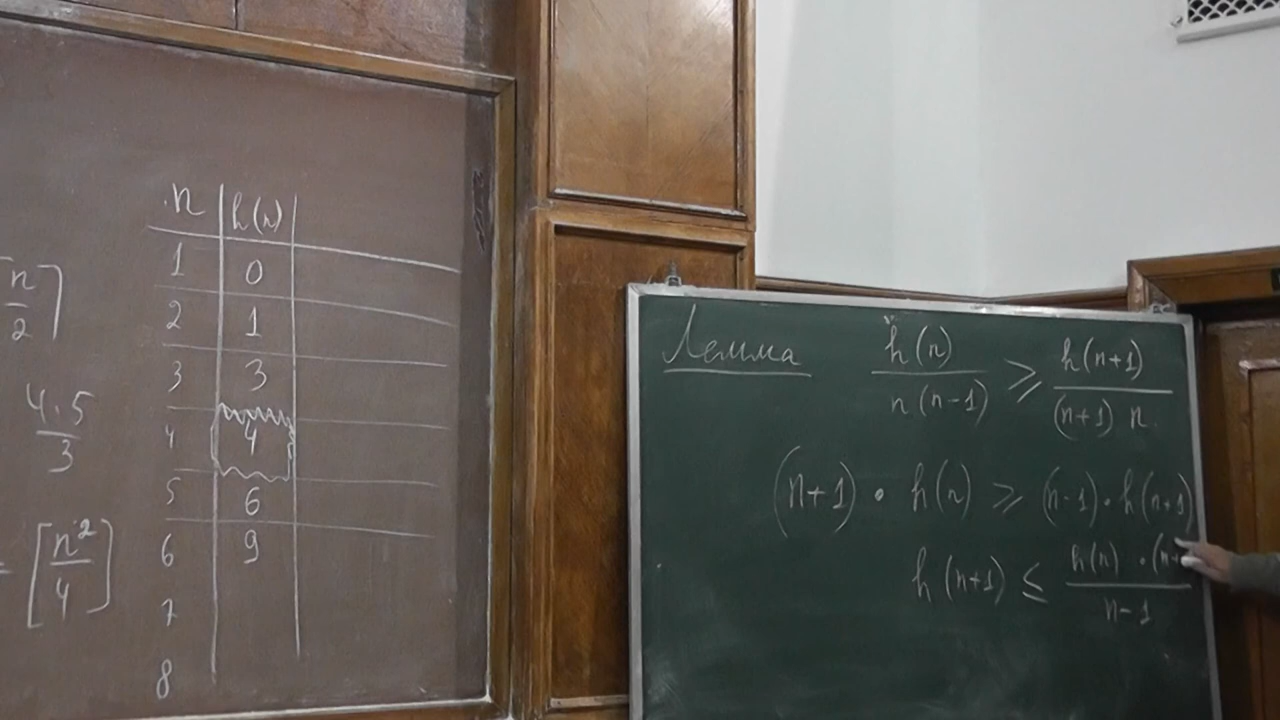 ⌈n/2⌉
4·5/3
= [n²/4]
n | h(n)
1 | 0
2 | 1
3 | 3
4 | 4
5 | 6
6 | 9
7
8
Лемма h(n)/n(n-1) ≥ h(n+1)/(n+1) n
(n+1) · h(n) ≥ (n-1) · h(n+1)
h(n+1) ≤ h(n) · (n+/n-1